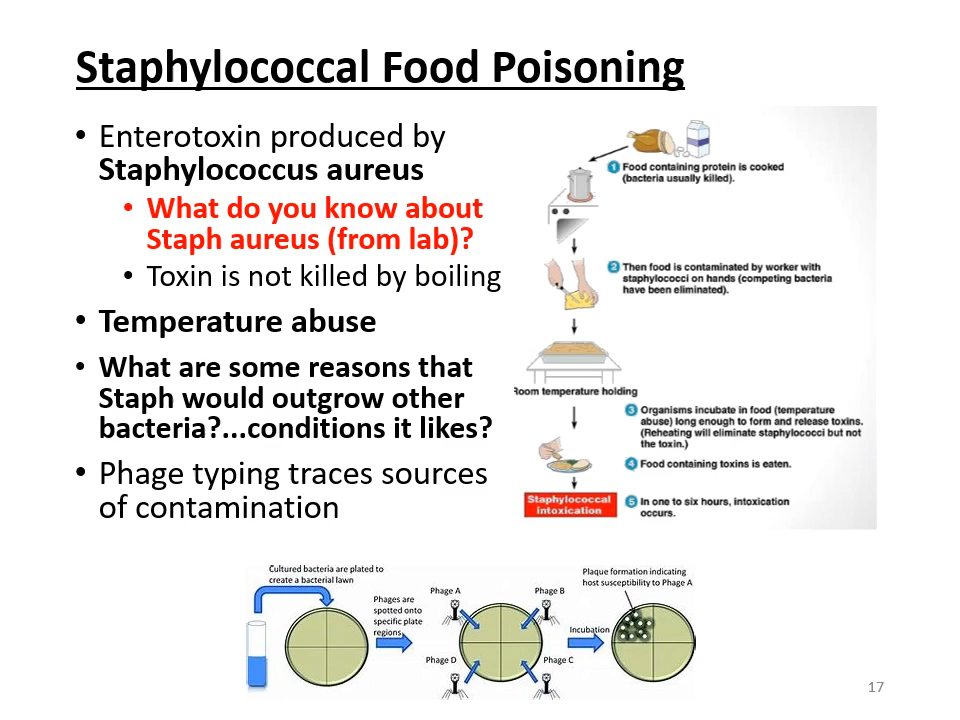 Staphylococcal Food Poisoning
• Enterotoxin produced by
Staphylococcus aureus
• What do you know about
Staph aureus (from lab)?
• Toxin is not killed by boiling
• Temperature abuse
• What are some reasons that
Staph would outgrow other
bacteria?...conditions it likes?
• Phage typing traces sources
of contamination
1 Food containing protein is cooked
(bacteria usually killed).
2 Then food is contaminated by worker with
staphylococci on hands (competing bacteria
have been eliminated).
Room temperature holding
3 Organisms incubate in food (temperature
abuse) long enough to form and release toxins.
(Reheating will eliminate staphylococci but not
the toxin.)
4 Food containing toxins is eaten.
Staphylococcal
intoxication
5 In one to six hours, intoxication
occurs.
Cultured bacteria are plated to
create a bacterial lawn
Phages are
spotted onto
specific plate
regions
Phage A
Phage B
Phage D
Phage C
Incubation
Plaque formation indicating
host susceptibility to Phage A
17